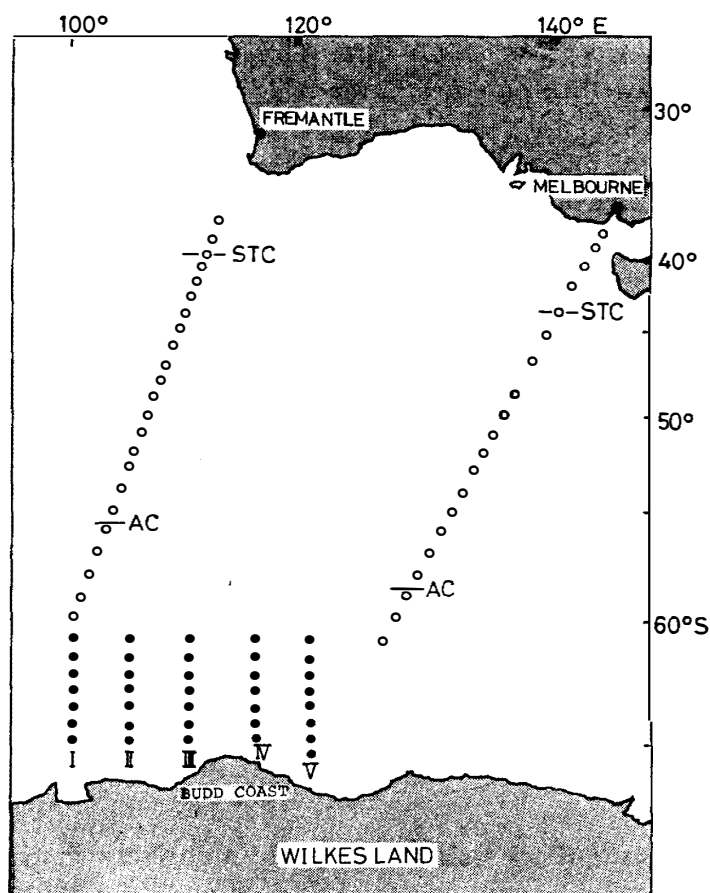 100° 120° 140° E
30°
FREMANTLE
MELBOURNE
STC
40°
STC
50°
AC
AC
60°S
I II III IV V
BUDD COAST
WILKES LAND